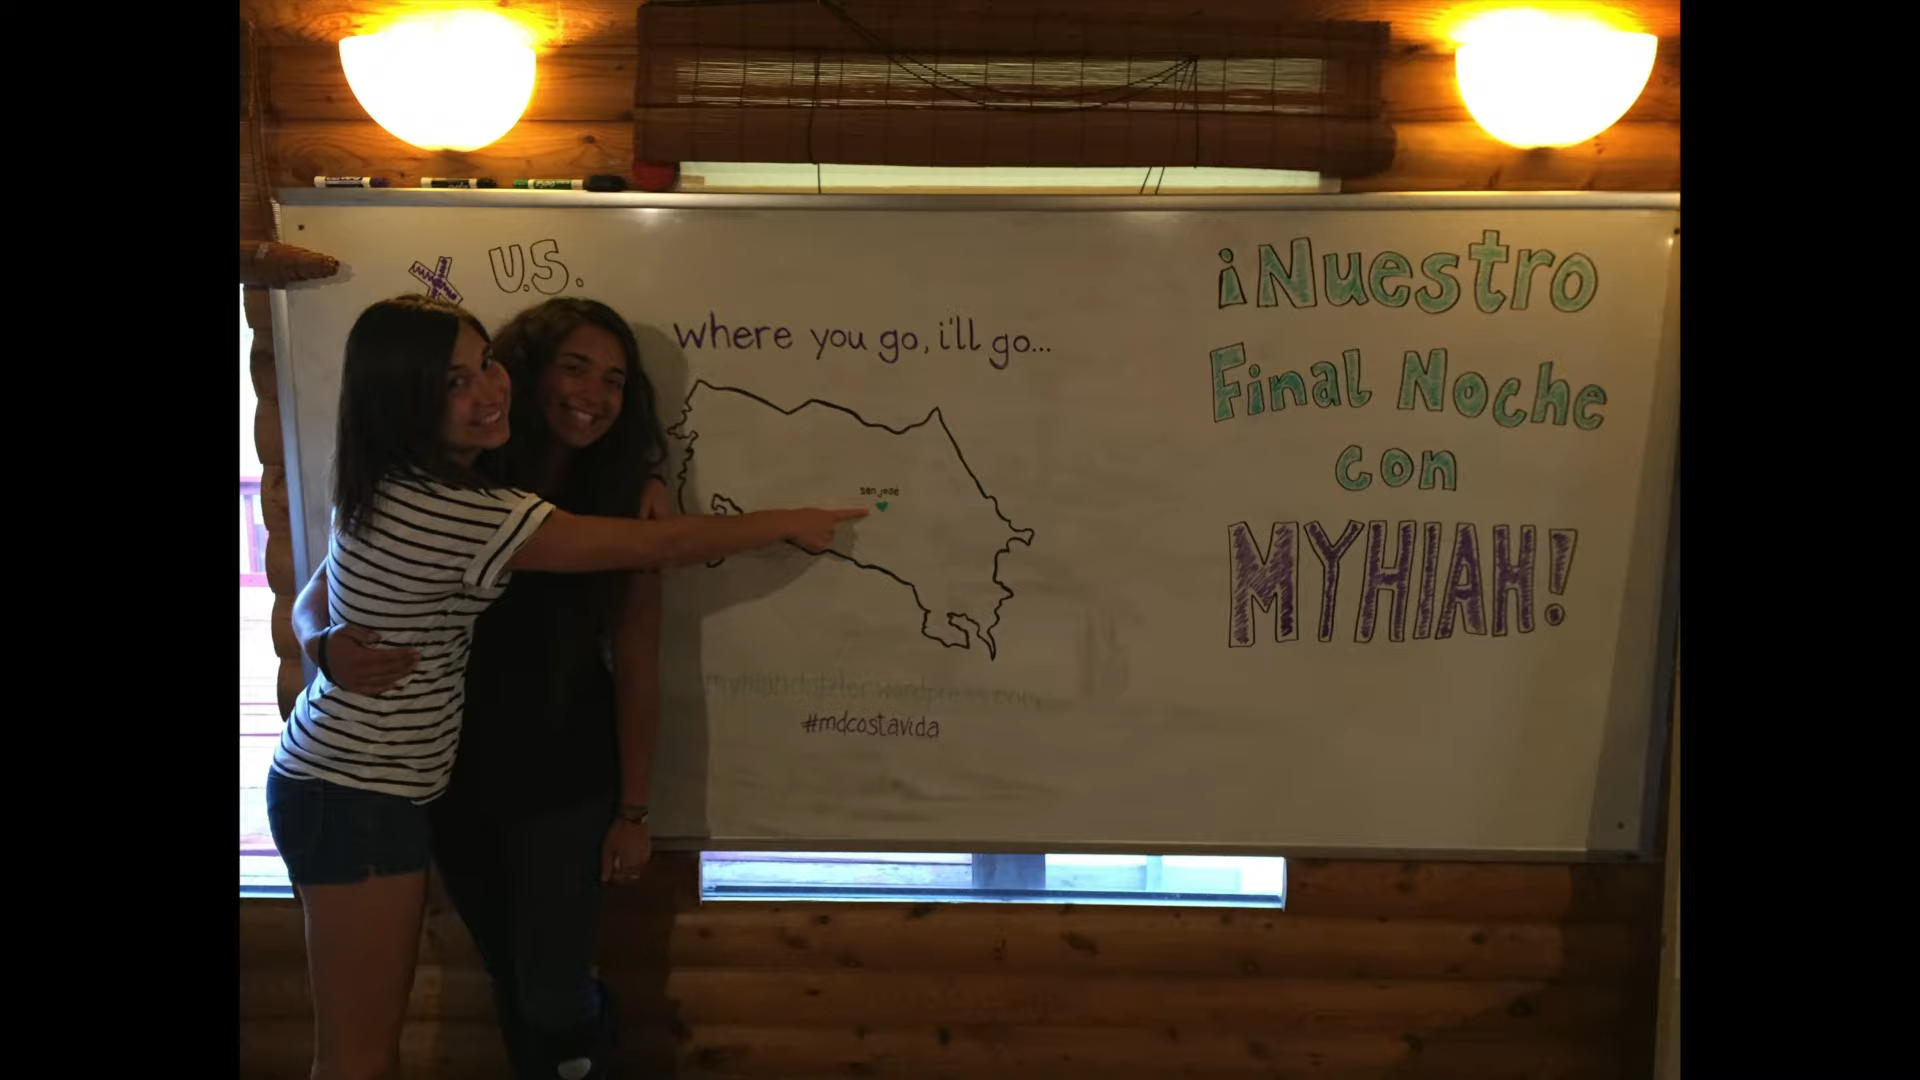 U.S.
where you go, i'll go...
san josé
#mdcostavida
¡Nuestro
Final Noche
con
MYHIAH!